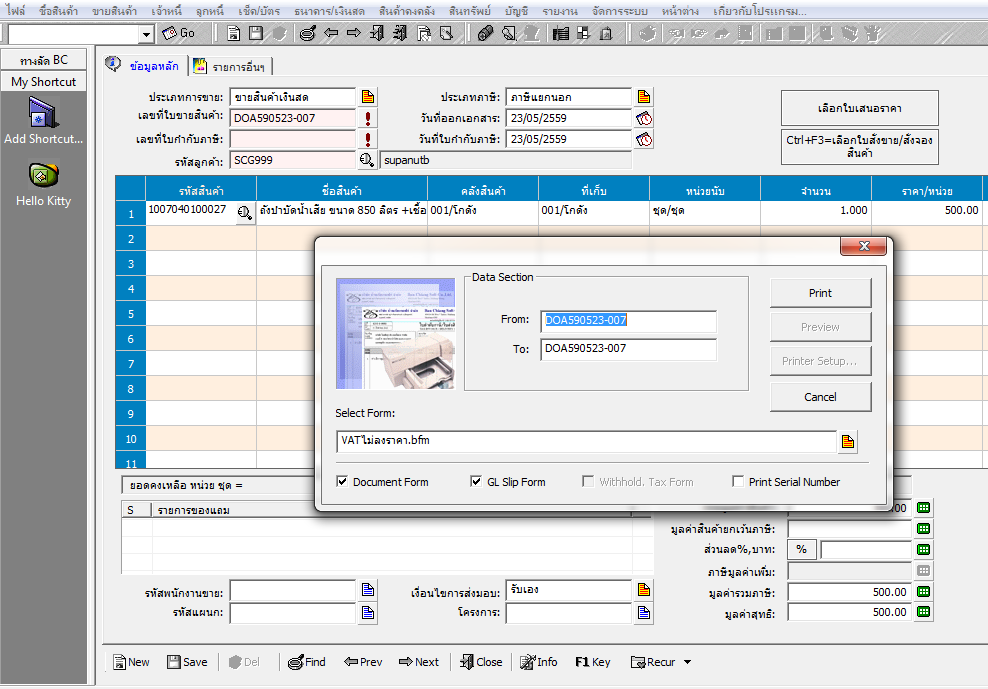 ไฟล์ ซื้อสินค้า ขายสินค้า เจ้าหนี้ ลูกหนี้ เช็ค/บัตร ธนาคาร/เงินสด สินค้าคงคลัง สินทรัพย์ บัญชี รายงาน จัดการระบบ หน้าต่าง เกี่ยวกับโปรแกรม...
Go
ทางลัด BC
My Shortcut
Add Shortcut...
Hello Kitty
ข้อมูลหลัก รายการอื่นๆ
ประเภทการขาย: ขายสินค้าเงินสด ประเภทภาษี: ภาษีแยกนอก
เลขที่ใบขายสินค้า: DOA590523-007 วันที่ออกเอกสาร: 23/05/2559
เลขที่ใบกำกับภาษี: วันที่ใบกำกับภาษี: 23/05/2559
รหัสลูกค้า: SCG999 supanutb
เลือกใบเสนอราคา
Ctrl+F3=เลือกใบสั่งขาย/สั่งจอง
สินค้า
รหัสสินค้า ชื่อสินค้า คลังสินค้า ที่เก็บ หน่วยนับ จำนวน ราคา/หน่วย
1 1007040100027 ถังบำบัดน้ำเสีย ขนาด 850 ลิตร +เชื้อ 001/โกดัง 001/โกดัง ชุด/ชุด 1.000 500.00
2
3
4
5
6
7
8
9
10
11
Data Section
From: DOA590523-007
To: DOA590523-007
Print
Preview
Printer Setup...
Cancel
Select Form:
VATไม่ลงราคา.bfm
Document Form GL Slip Form Withhold. Tax Form Print Serial Number
ยอดคงเหลือ หน่วย ชุด =
S รายการของแถม
มูลค่าสินค้ายกเว้นภาษี:
ส่วนลด%,บาท: %
ภาษีมูลค่าเพิ่ม:
มูลค่ารวมภาษี: 500.00
มูลค่าสุทธิ: 500.00
รหัสพนักงานขาย: เงื่อนไขการส่งมอบ: รับเอง
รหัสแผนก: โครงการ:
New Save Del Find Prev Next Close Info F1 Key Recur